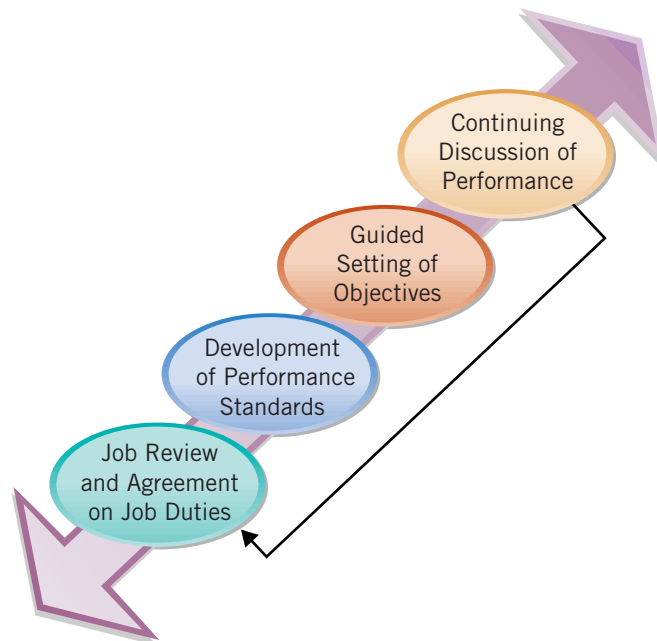 Continuing
Discussion of
Performance
Guided
Setting of
Objectives
Development
of Performance
Standards
Job Review
and Agreement
on Job Duties